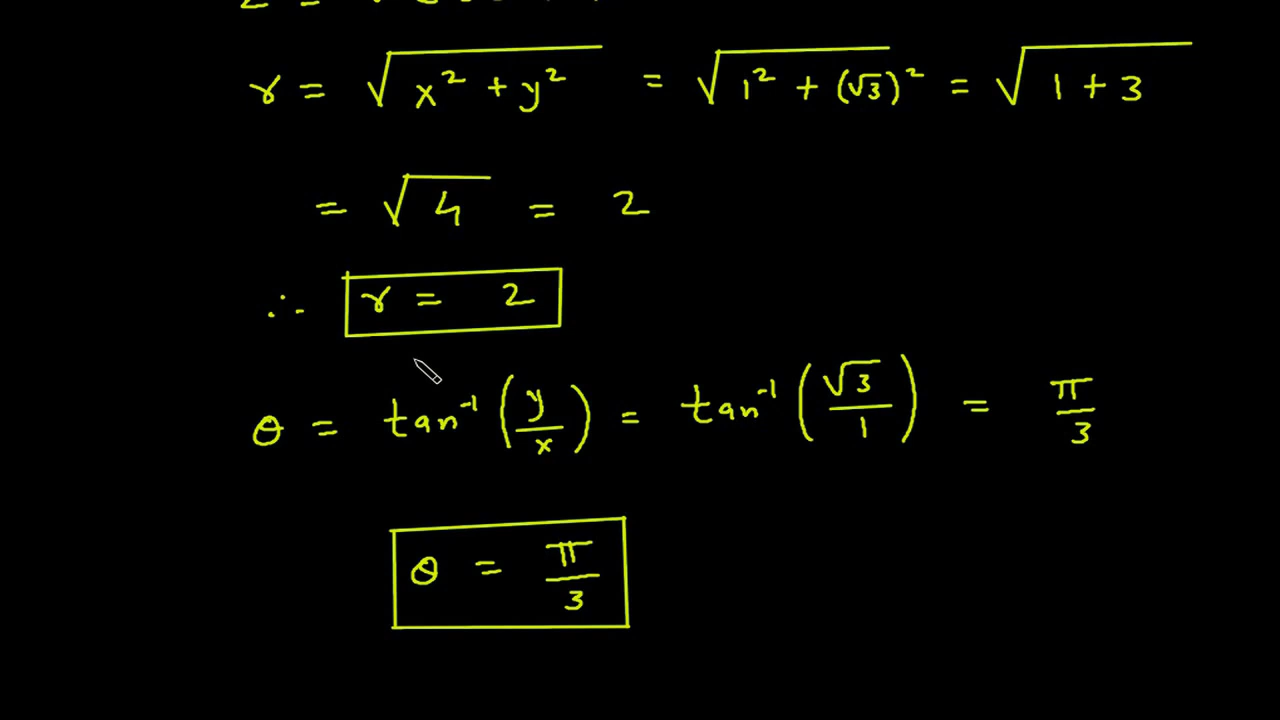 r = √(x² + y²) = √(1² + (√3)²) = √(1 + 3)
= √4 = 2
∴ r = 2
θ = tan⁻¹(y/x) = tan⁻¹(√3/1) = π/3
θ = π/3